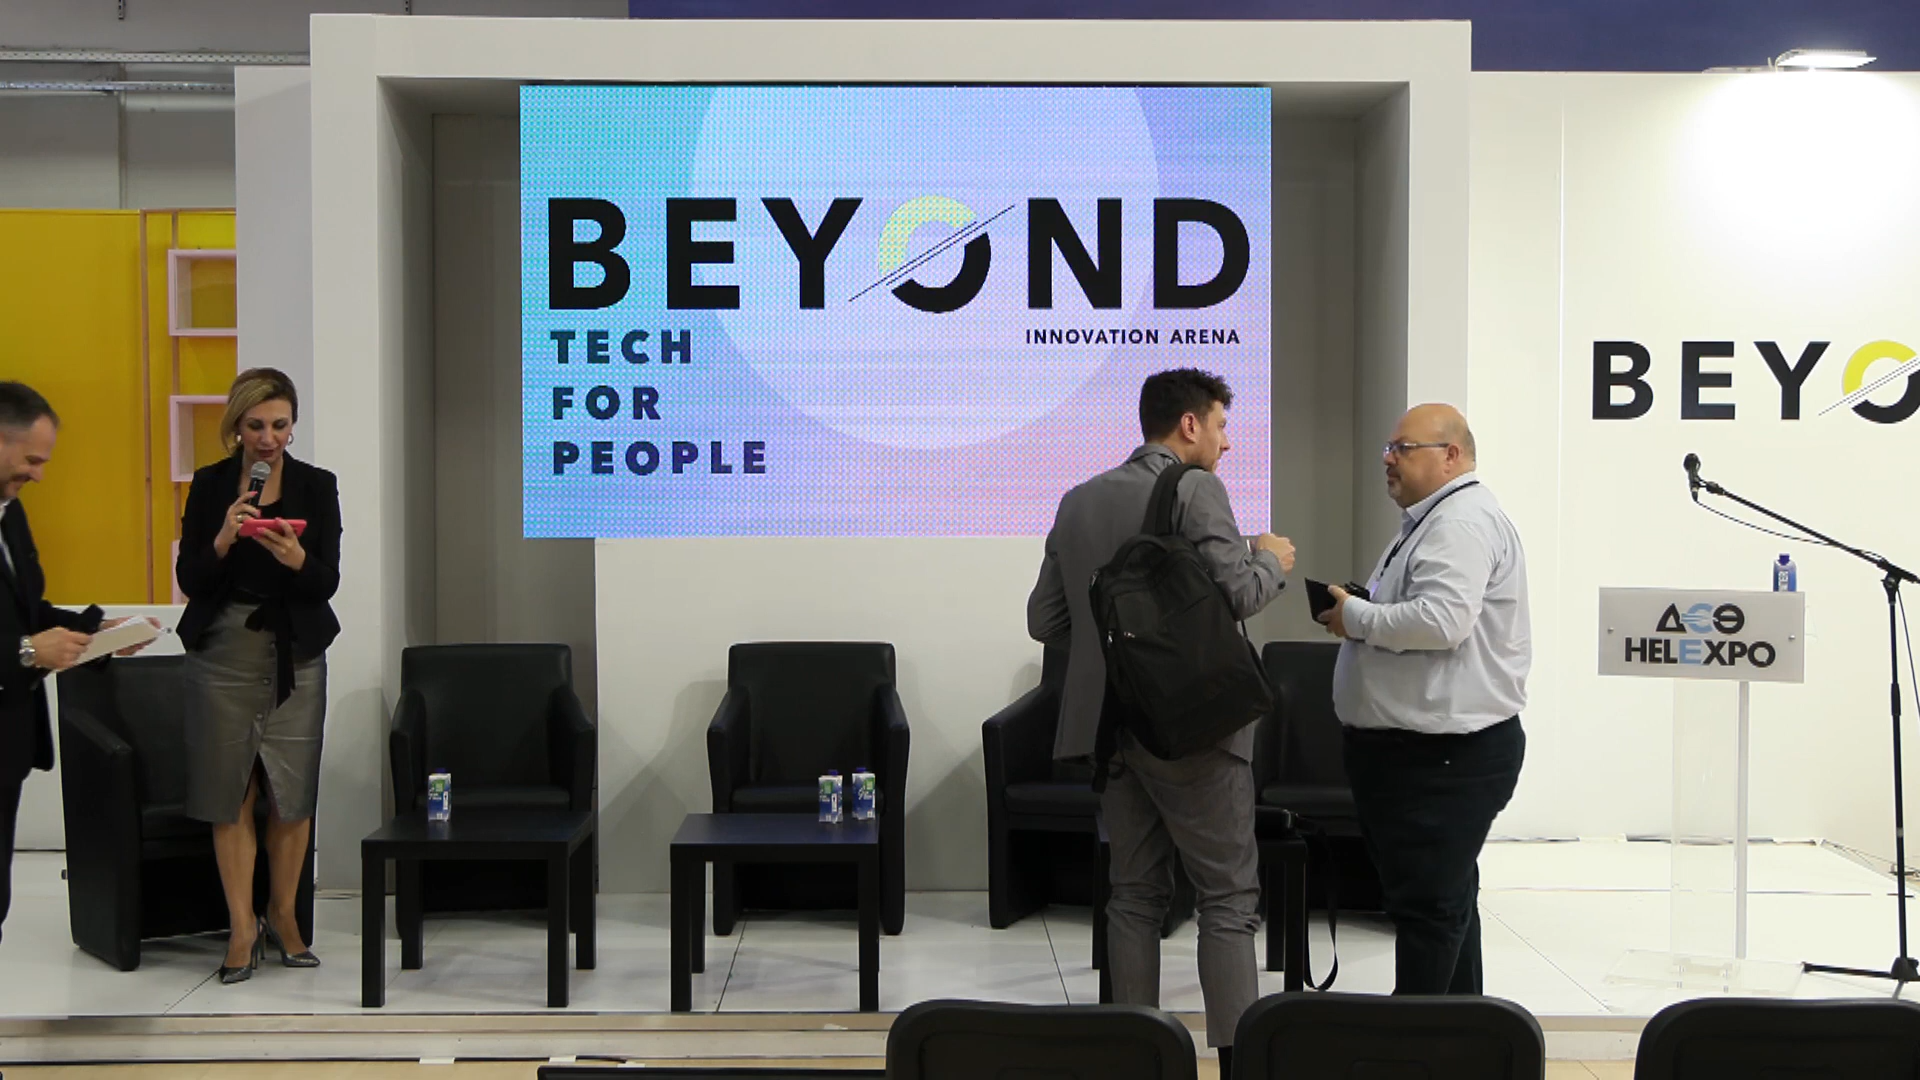 BEYOND
INNOVATION ARENA
TECH
FOR
PEOPLE
BEYO
ΔΕΘ
HELEXPO